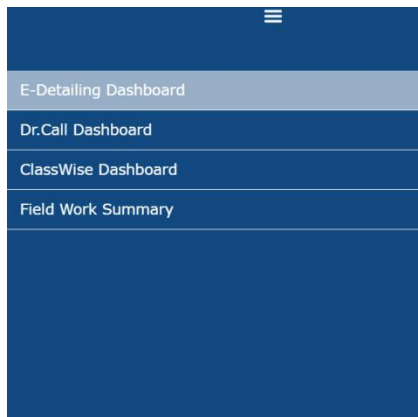 E-Detailing Dashboard
Dr.Call Dashboard
ClassWise Dashboard
Field Work Summary